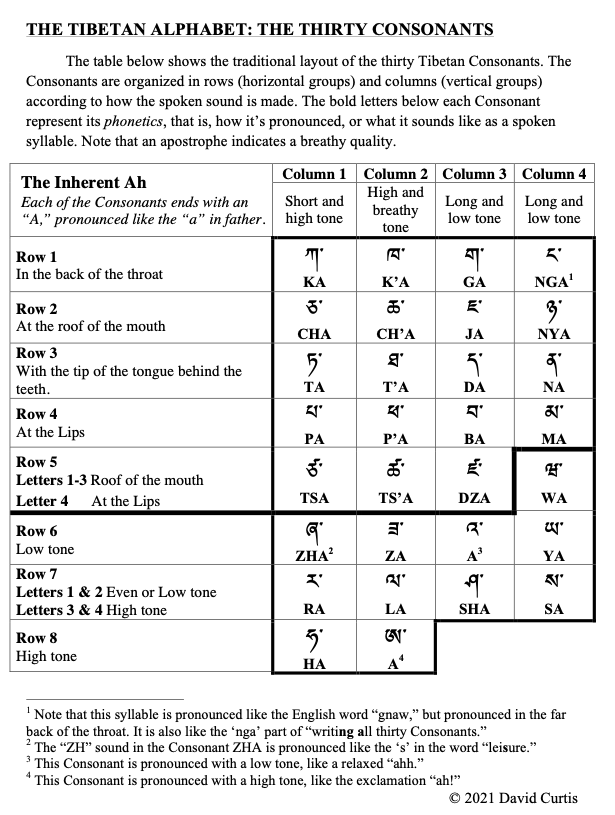 THE TIBETAN ALPHABET: THE THIRTY CONSONANTS
The table below shows the traditional layout of the thirty Tibetan Consonants. The
Consonants are organized in rows (horizontal groups) and columns (vertical groups)
according to how the spoken sound is made. The bold letters below each Consonant
represent its phonetics, that is, how it’s pronounced, or what it sounds like as a spoken
syllable. Note that an apostrophe indicates a breathy quality.
The Inherent Ah
Each of the Consonants ends with an
“A,” pronounced like the “a” in father.
Column 1 Column 2 Column 3 Column 4
Short and
high tone
High and
breathy
tone
Long and
low tone
Long and
low tone
Row 1
In the back of the throat
ཀ་ ཁ་ ག་ ང་
KA K’A GA NGA¹
Row 2
At the roof of the mouth
ཅ་ ཆ་ ཇ་ ཉ་
CHA CH’A JA NYA
Row 3
With the tip of the tongue behind the
teeth.
ཏ་ ཐ་ ད་ ན་
TA T’A DA NA
Row 4
At the Lips
པ་ ཕ་ བ་ མ་
PA P’A BA MA
Row 5
Letters 1-3 Roof of the mouth
Letter 4 At the Lips
ཙ་ ཚ་ ཛ་ ཝ་
TSA TS’A DZA WA
Row 6
Low tone
ཞ་ ཟ་ འ་ ཡ་
ZHA² ZA A³ YA
Row 7
Letters 1 & 2 Even or Low tone
Letters 3 & 4 High tone
ར་ ལ་ ཤ་ ས་
RA LA SHA SA
Row 8
High tone
ཧ་ ཨ་
HA A⁴
¹ Note that this syllable is pronounced like the English word “gnaw,” but pronounced in the far
back of the throat. It is also like the ‘nga’ part of “writing all thirty Consonants.”
² The “ZH” sound in the Consonant ZHA is pronounced like the ‘s’ in the word “leisure.”
³ This Consonant is pronounced with a low tone, like a relaxed “ahh.”
⁴ This Consonant is pronounced with a high tone, like the exclamation “ah!”
© 2021 David Curtis